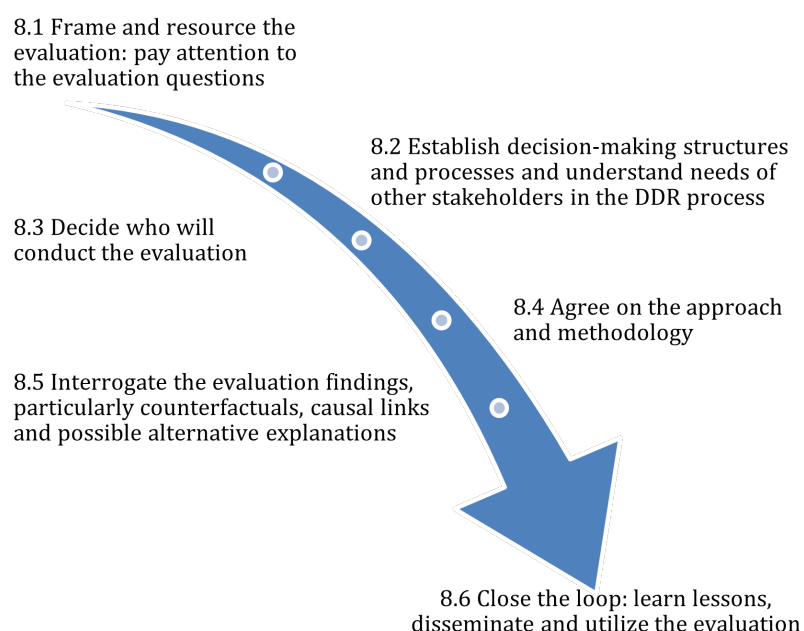 8.1 Frame and resource the
evaluation: pay attention to
the evaluation questions
8.2 Establish decision-making structures
and processes and understand needs of
other stakeholders in the DDR process
8.3 Decide who will
conduct the evaluation
8.4 Agree on the approach
and methodology
8.5 Interrogate the evaluation findings,
particularly counterfactuals, causal links
and possible alternative explanations
8.6 Close the loop: learn lessons,
disseminate and utilize the evaluation